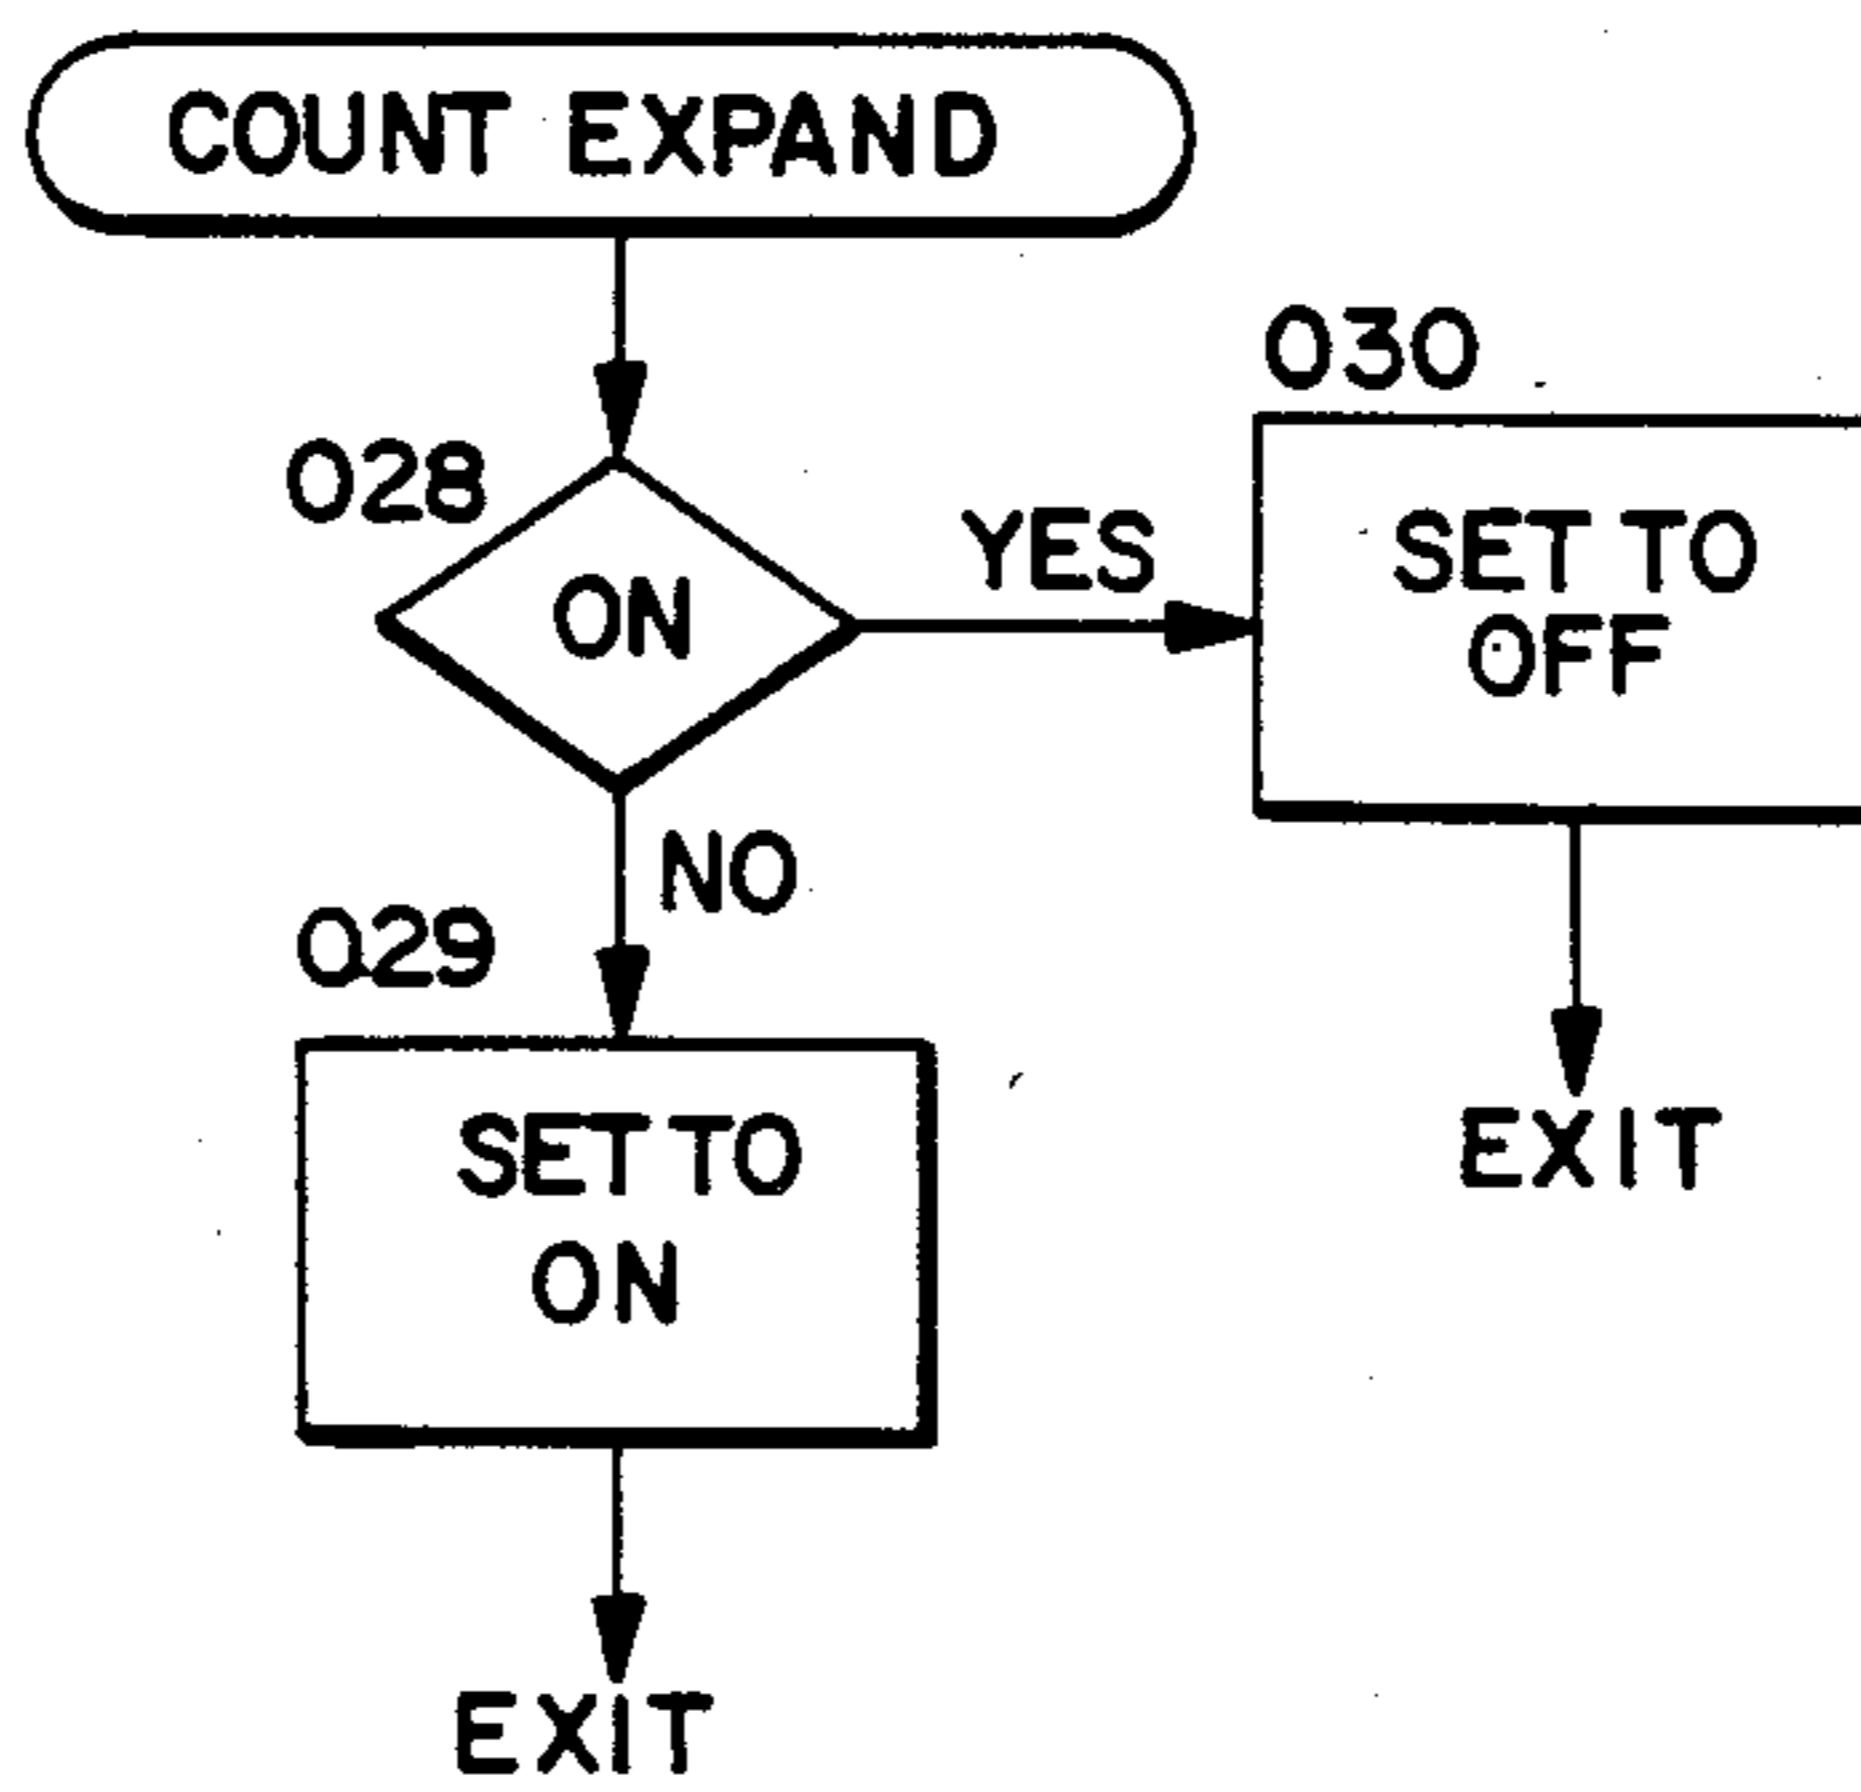 COUNT EXPAND
030
028
YES
SET TO
OFF
ON
NO
029
SET TO
ON
EXIT
EXIT